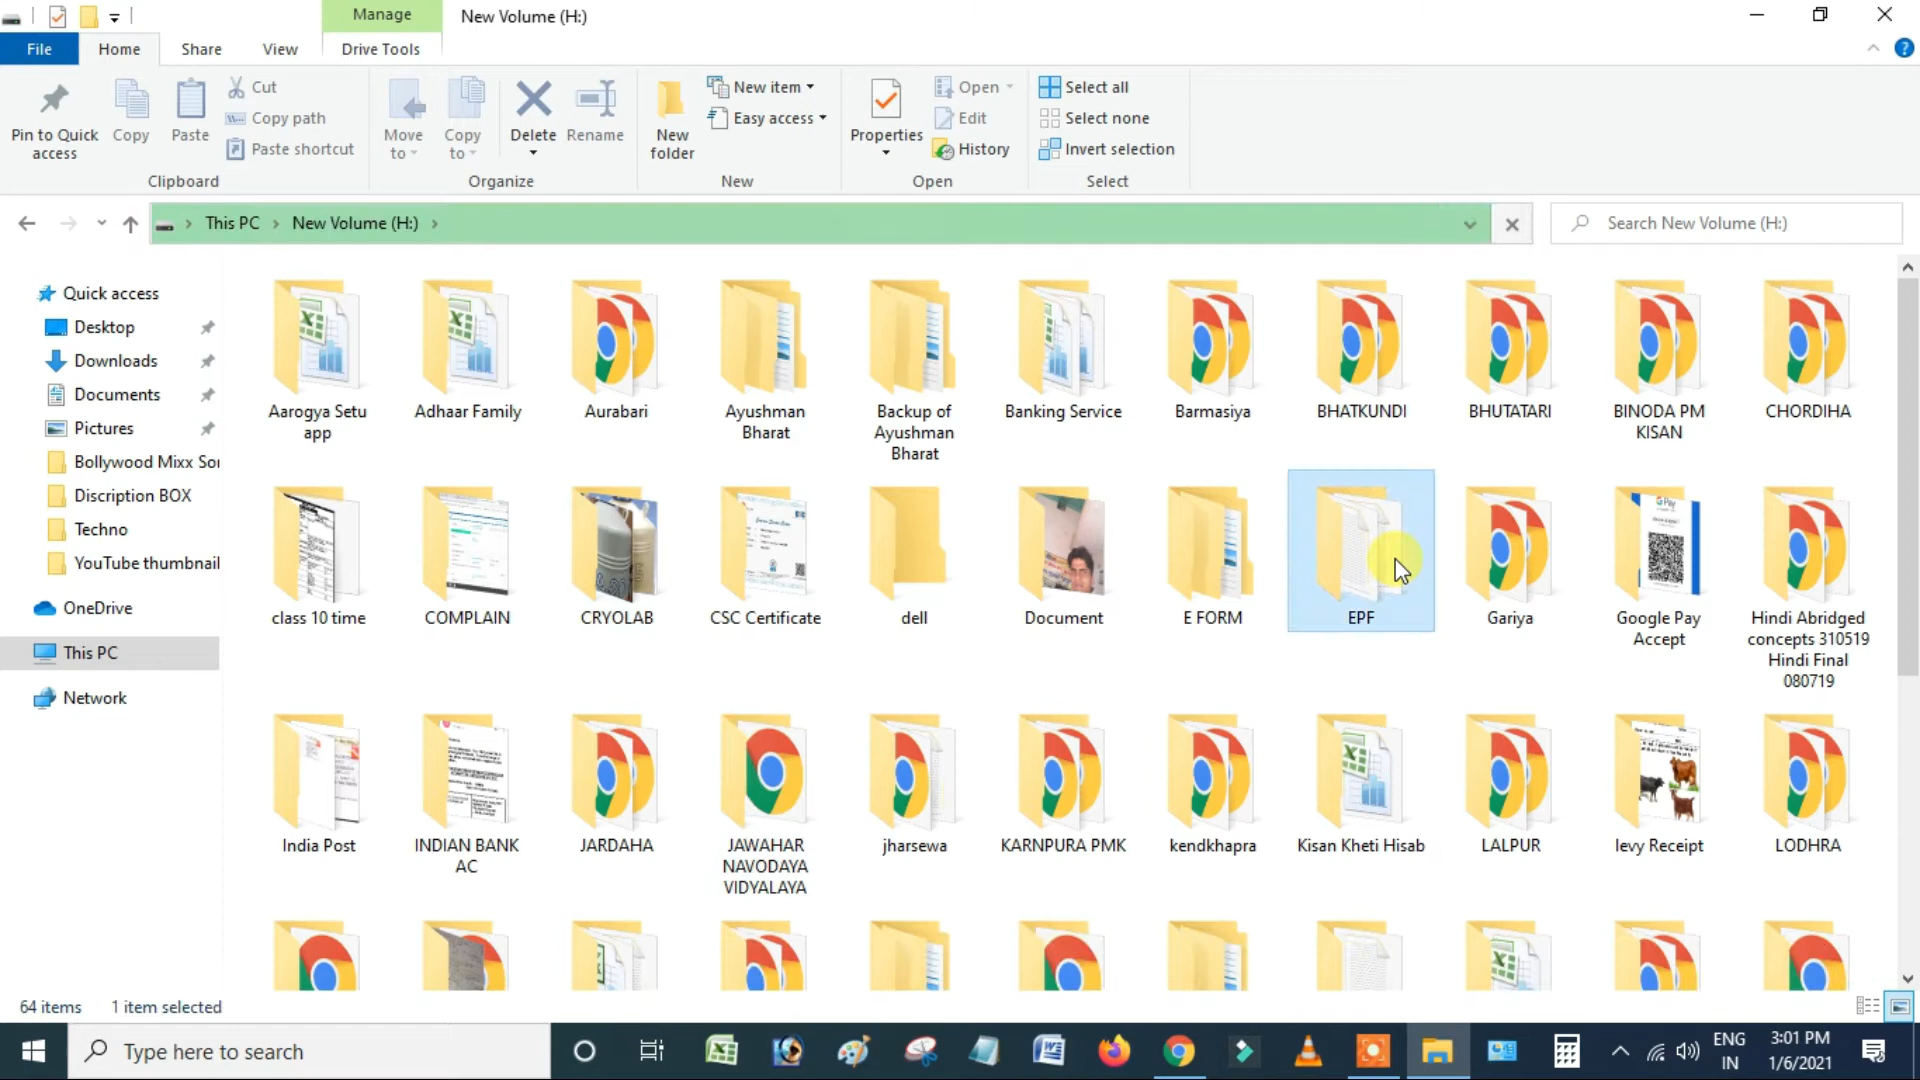 Manage
New Volume (H:)
File
Home
Share
View
Drive Tools
Pin to Quick access
Copy
Paste
Cut
Copy path
Paste shortcut
Clipboard
Move to
Copy to
Delete
Rename
Organize
New folder
New item
Easy access
New
Properties
Open
Edit
History
Open
Select all
Select none
Invert selection
Select
This PC
New Volume (H:)
Search New Volume (H:)
Quick access
Desktop
Downloads
Documents
Pictures
Bollywood Mixx Sor
Discription BOX
Techno
YouTube thumbnail
OneDrive
This PC
Network
Aarogya Setu app
Adhaar Family
Aurabari
Ayushman Bharat
Backup of Ayushman Bharat
Banking Service
Barmasiya
BHATKUNDI
BHUTATARI
BINODA PM KISAN
CHORDIHA
class 10 time
COMPLAIN
CRYOLAB
CSC Certificate
dell
Document
E FORM
EPF
Gariya
Google Pay Accept
Hindi Abridged concepts 310519 Hindi Final 080719
India Post
INDIAN BANK AC
JARDAHA
JAWAHAR NAVODAYA VIDYALAYA
jharsewa
KARNPURA PMK
kendkhapra
Kisan Kheti Hisab
LALPUR
levy Receipt
LODHRA
64 items
1 item selected
Type here to search
ENG
IN
3:01 PM
1/6/2021